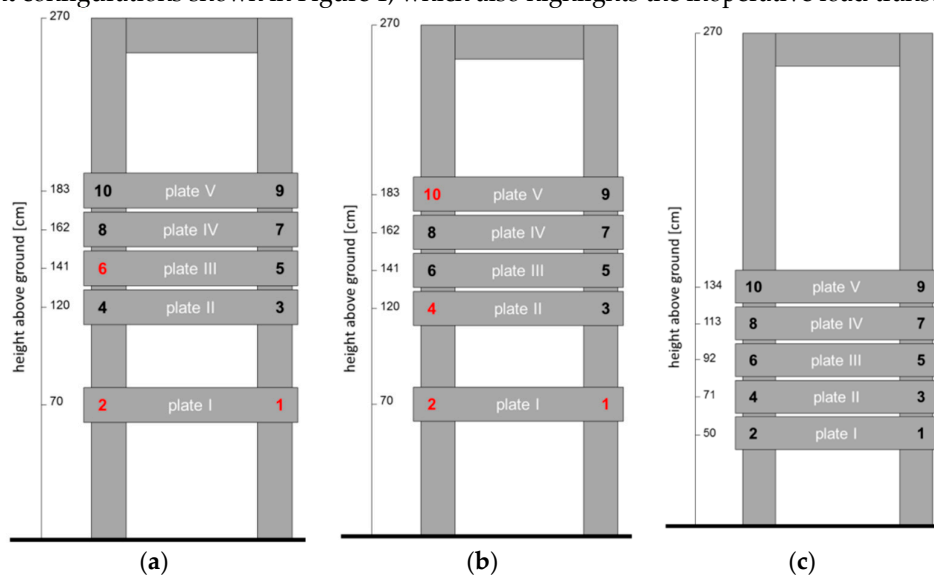 configurations shown in Figure 1, which also highlights the inoperative load
270
183
162
141
120
70
height above ground [cm]
10 plate V 9
8 plate IV 7
6 plate III 5
4 plate II 3
2 plate I 1
(a)
270
183
162
141
120
70
height above ground [cm]
10 plate V 9
8 plate IV 7
6 plate III 5
4 plate II 3
2 plate I 1
(b)
270
134
113
92
71
50
height above ground [cm]
10 plate V 9
8 plate IV 7
6 plate III 5
4 plate II 3
2 plate I 1
(c)